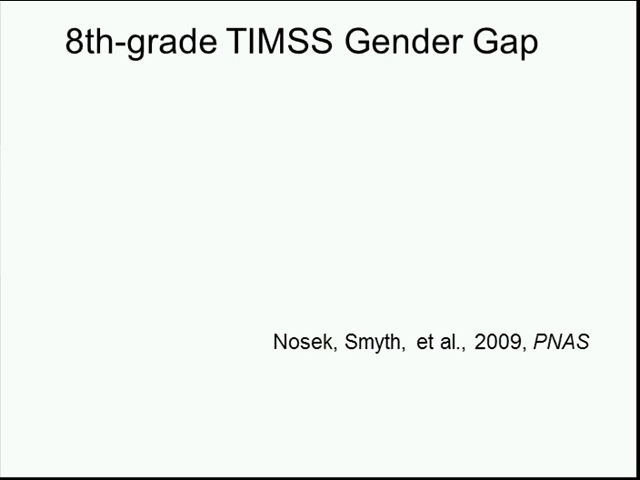 8th-grade TIMSS Gender Gap
Nosek, Smyth, et al., 2009, PNAS